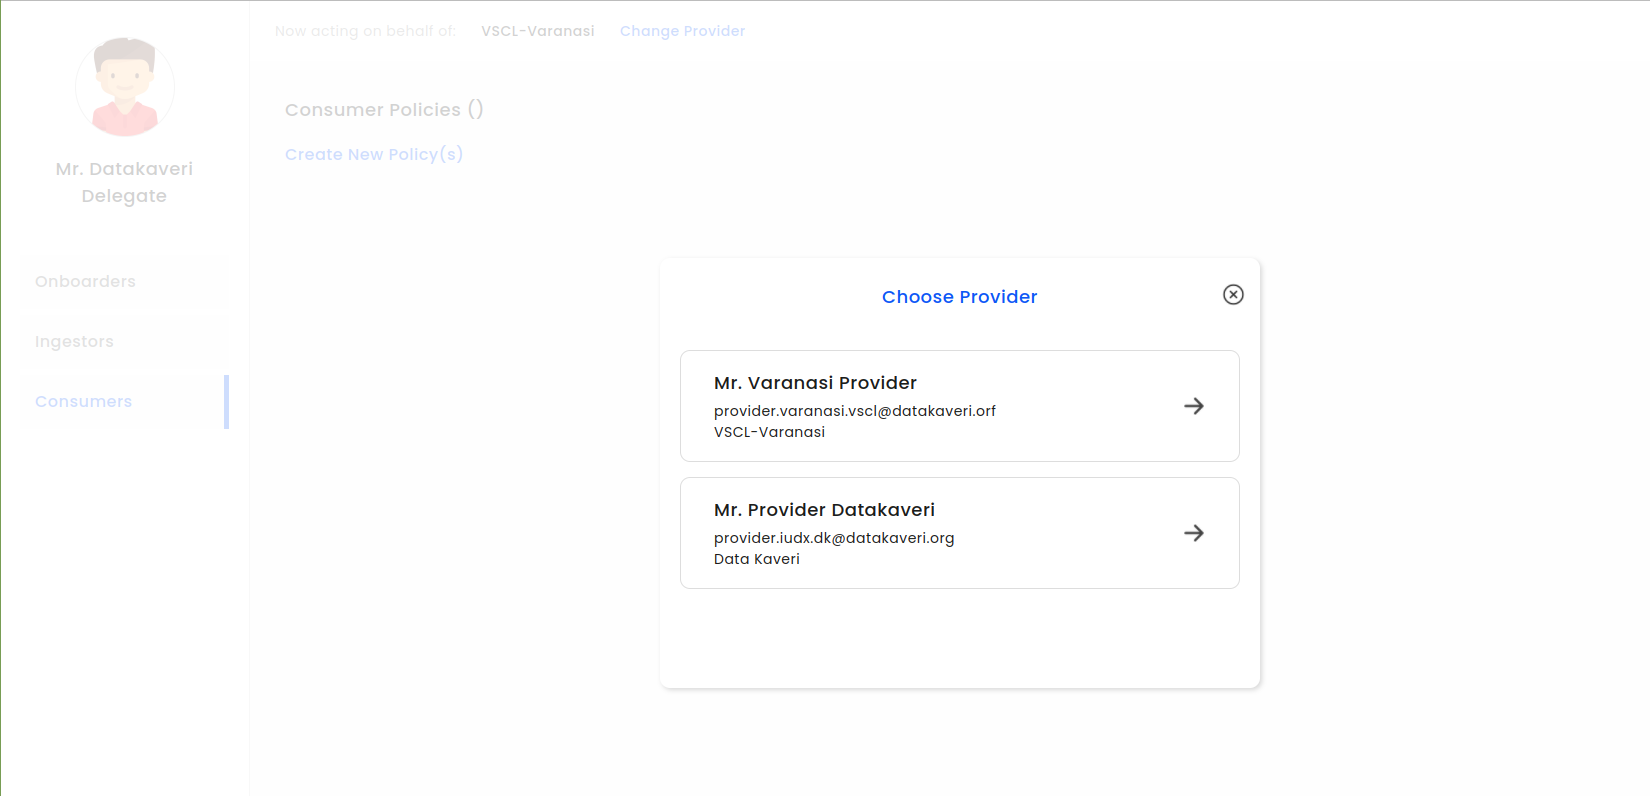 Now acting on behalf of: VSCL-Varanasi Change Provider
Mr. Datakaveri
Delegate
Onboarders
Ingestors
Consumers
Consumer Policies ()
Create New Policy(s)
Choose Provider
Mr. Varanasi Provider
provider.varanasi.vscl@datakaveri.orf
VSCL-Varanasi
Mr. Provider Datakaveri
provider.iudx.dk@datakaveri.org
Data Kaveri